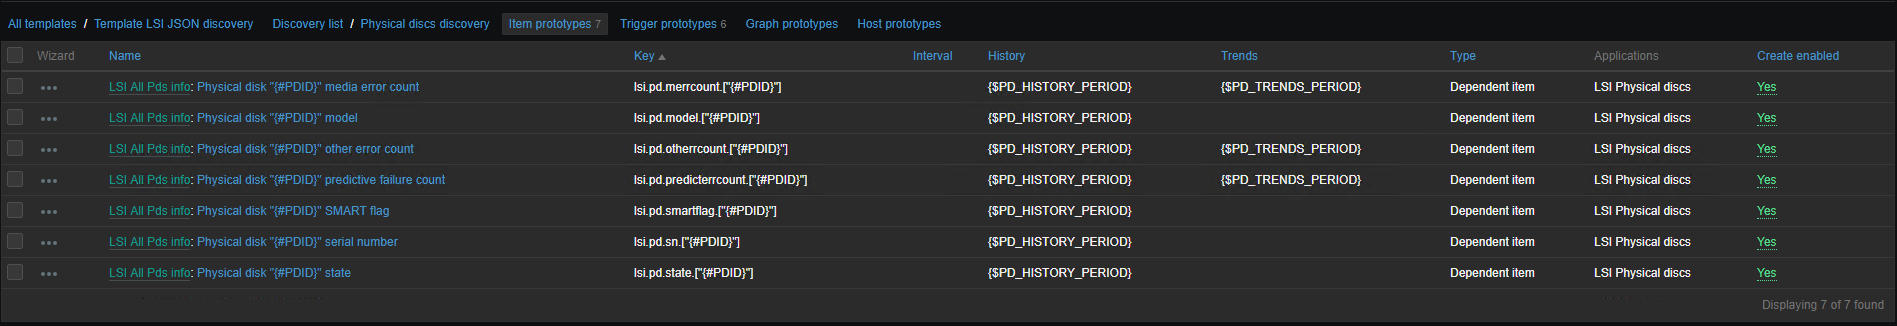 All templates / Template LSI JSON discovery Discovery list / Physical discs discovery Item prototypes 7 Trigger prototypes 6 Graph prototypes Host prototypes
Wizard Name Key Interval History Trends Type Applications Create enabled
LSI All Pds info: Physical disk "{#PDID}" media error count lsi.pd.merrcount.["{#PDID}"] {$PD_HISTORY_PERIOD} {$PD_TRENDS_PERIOD} Dependent item LSI Physical discs Yes
LSI All Pds info: Physical disk "{#PDID}" model lsi.pd.model.["{#PDID}"] {$PD_HISTORY_PERIOD} Dependent item LSI Physical discs Yes
LSI All Pds info: Physical disk "{#PDID}" other error count lsi.pd.otherrcount.["{#PDID}"] {$PD_HISTORY_PERIOD} {$PD_TRENDS_PERIOD} Dependent item LSI Physical discs Yes
LSI All Pds info: Physical disk "{#PDID}" predictive failure count lsi.pd.predicterrcount.["{#PDID}"] {$PD_HISTORY_PERIOD} {$PD_TRENDS_PERIOD} Dependent item LSI Physical discs Yes
LSI All Pds info: Physical disk "{#PDID}" SMART flag lsi.pd.smartflag.["{#PDID}"] {$PD_HISTORY_PERIOD} Dependent item LSI Physical discs Yes
LSI All Pds info: Physical disk "{#PDID}" serial number lsi.pd.sn.["{#PDID}"] {$PD_HISTORY_PERIOD} Dependent item LSI Physical discs Yes
LSI All Pds info: Physical disk "{#PDID}" state lsi.pd.state.["{#PDID}"] {$PD_HISTORY_PERIOD} Dependent item LSI Physical discs Yes
Displaying 7 of 7 found